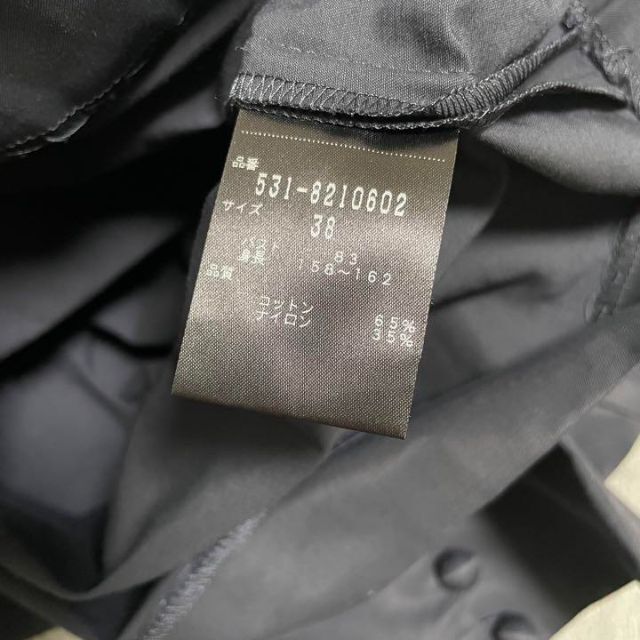 品番
531-8210602
サイズ
38
バスト 83
身長 158〜162
品質
コットン 65%
ナイロン 35%